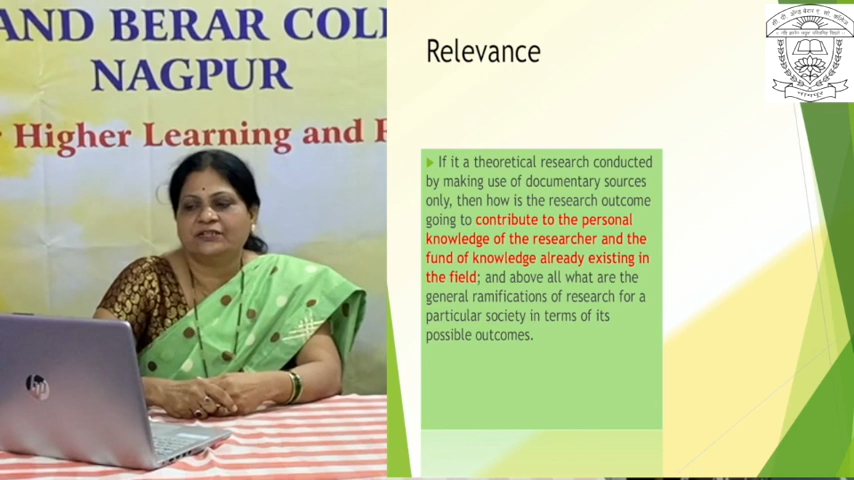 AND BERAR COLL
NAGPUR
Higher Learning and
Relevance
If it a theoretical research conducted
by making use of documentary sources
only, then how is the research outcome
going to contribute to the personal
knowledge of the researcher and the
fund of knowledge already existing in
the field; and above all what are the
general ramifications of research for a
particular society in terms of its
possible outcomes.
hp
नागपुर